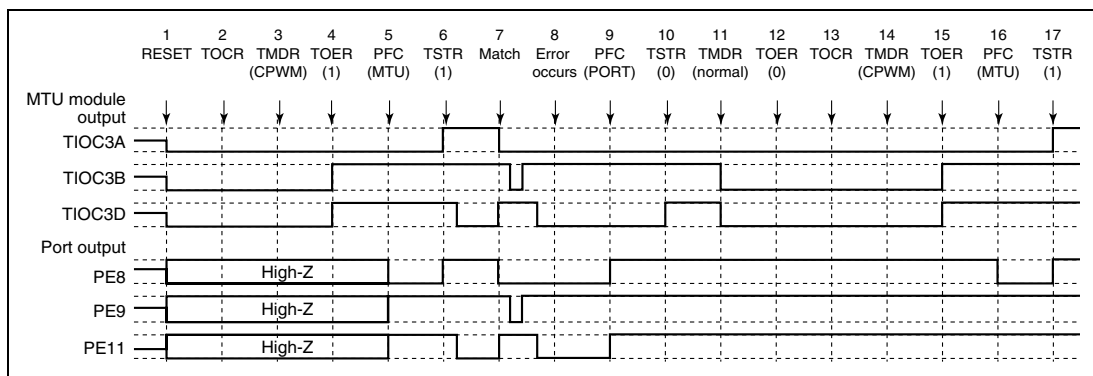 1 2 3 4 5 6 7 8 9 10 11 12 13 14 15 16 17
RESET TOCR TMDR TOER PFC TSTR Match Error PFC TSTR TMDR TOER TOCR TMDR TOER PFC TSTR
(CPWM) (1) (MTU) (1) occurs (PORT) (0) (normal) (0) (CPWM) (1) (MTU) (1)
MTU module
output
TIOC3A
TIOC3B
TIOC3D
Port output
PE8 High-Z
PE9 High-Z
PE11 High-Z